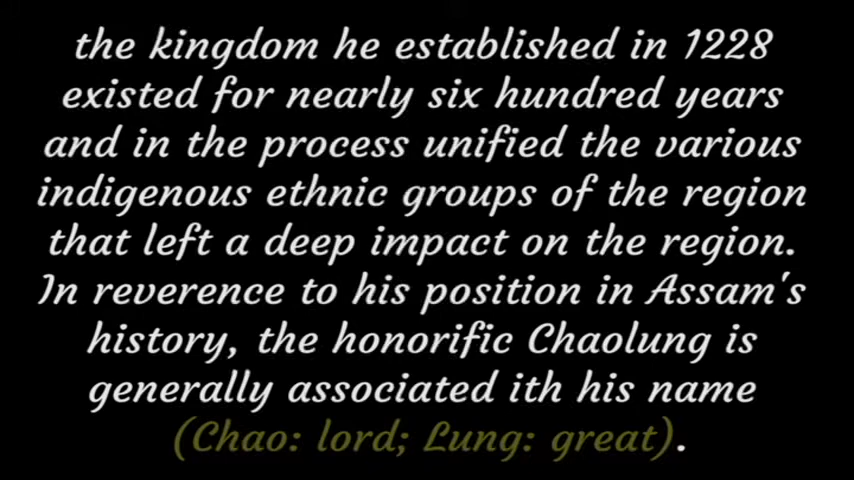 the kingdom he established in 1228
existed for nearly six hundred years
and in the process unified the various
indigenous ethnic groups of the region
that left a deep impact on the region.
In reverence to his position in Assam's
history, the honorific Chaolung is
generally associated ith his name
(Chao: lord; Lung: great).